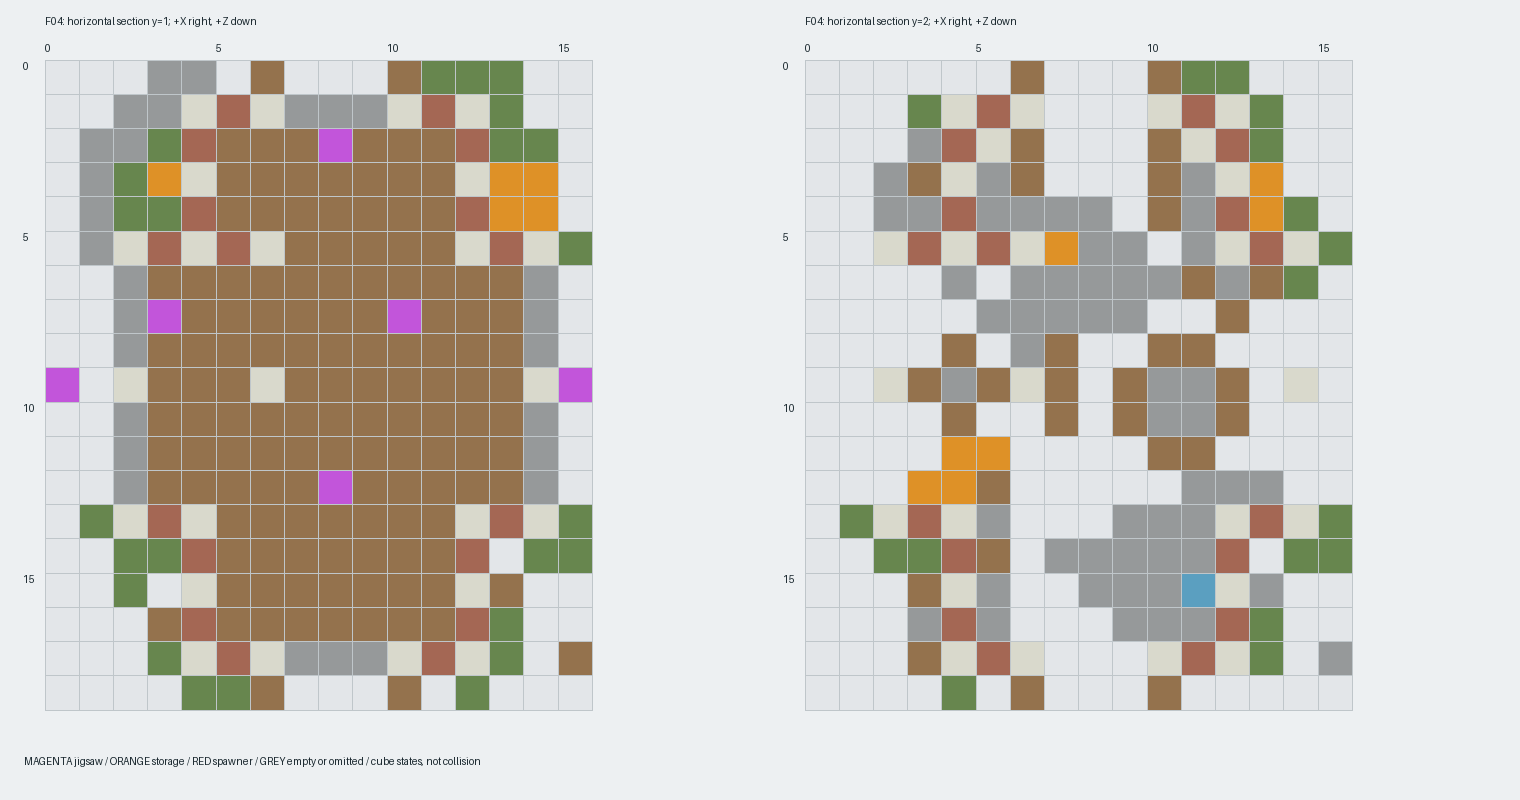 F04: horizontal section y=1; +X right, +Z down
F04: horizontal section y=2; +X right, +Z down
0 5 10 15
0 5 10 15
0 0
5 5
10 10
15 15
MAGENTA jigsaw / ORANGE storage / RED spawner / GREY empty or omitted / cube states, not collision